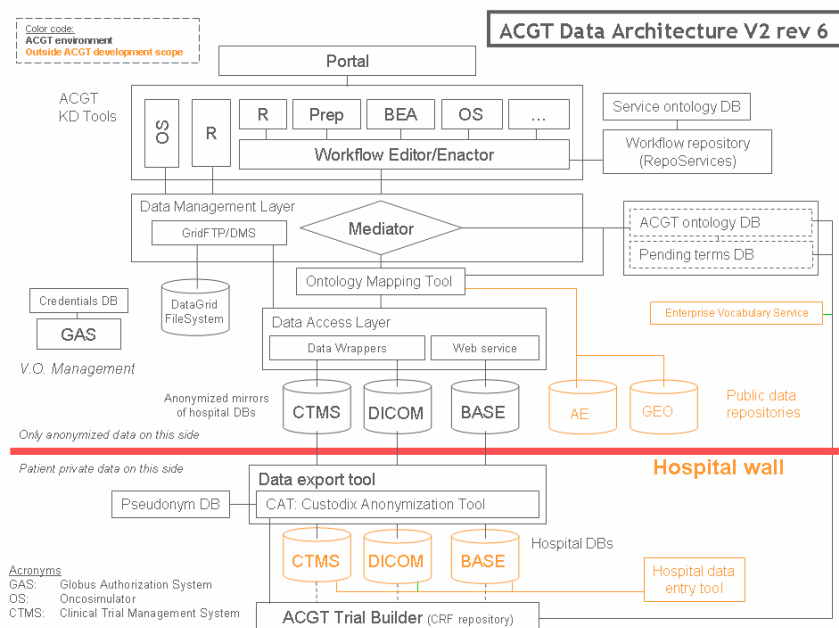 ACGT Data Architecture V2 rev 6
Color code:
ACGT environment
Outside ACGT development scope
Portal
ACGT
KD Tools
OS
R
R
Prep
BEA
OS
...
Workflow Editor/Enactor
Service ontology DB
Workflow repository
(RepoServices)
Data Management Layer
GridFTP/DMS
Mediator
ACGT ontology DB
Pending terms DB
Ontology Mapping Tool
DataGrid
FileSystem
Credentials DB
GAS
V.O. Management
Data Access Layer
Data Wrappers
Web service
Enterprise Vocabulary Service
Anonymized mirrors
of hospital DBs
CTMS
DICOM
BASE
AE
GEO
Public data
repositories
Only anonymized data on this side
Patient private data on this side
Hospital wall
Data export tool
Pseudonym DB
CAT: Custodix Anonymization Tool
CTMS
DICOM
BASE
Hospital DBs
Hospital data
entry tool
Acronyms
GAS: Globus Authorization System
OS: Oncosimulator
CTMS: Clinical Trial Management System
ACGT Trial Builder (CRF repository)